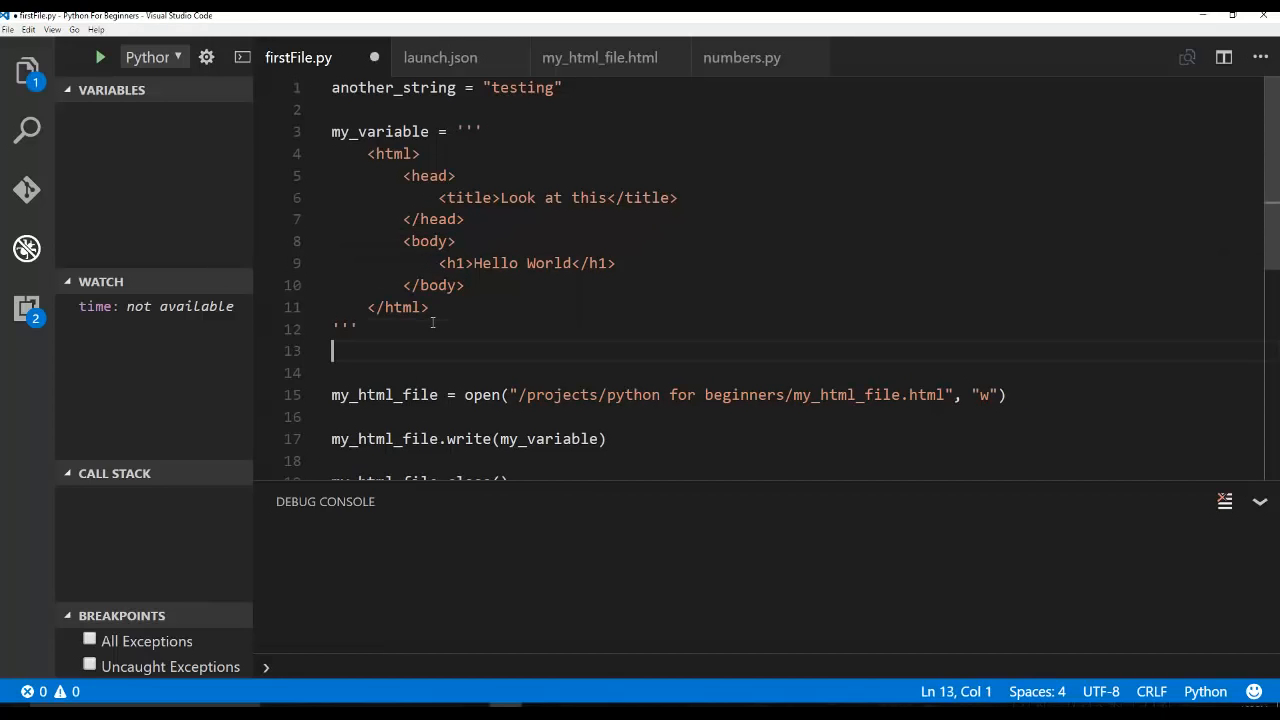 ● firstFile.py - Python For Beginners - Visual Studio Code
File Edit View Go Help
Python
firstFile.py
launch.json
my_html_file.html
numbers.py
1
VARIABLES
WATCH
time: not available
2
CALL STACK
BREAKPOINTS
All Exceptions
Uncaught Exceptions
1 another_string = "testing"
2
3 my_variable = '''
4 <html>
5 <head>
6 <title>Look at this</title>
7 </head>
8 <body>
9 <h1>Hello World</h1>
10 </body>
11 </html>
12 '''
13
14
15 my_html_file = open("/projects/python for beginners/my_html_file.html", "w")
16
17 my_html_file.write(my_variable)
18
my_html_file.close()
DEBUG CONSOLE
0 0
Ln 13, Col 1
Spaces: 4
UTF-8
CRLF
Python